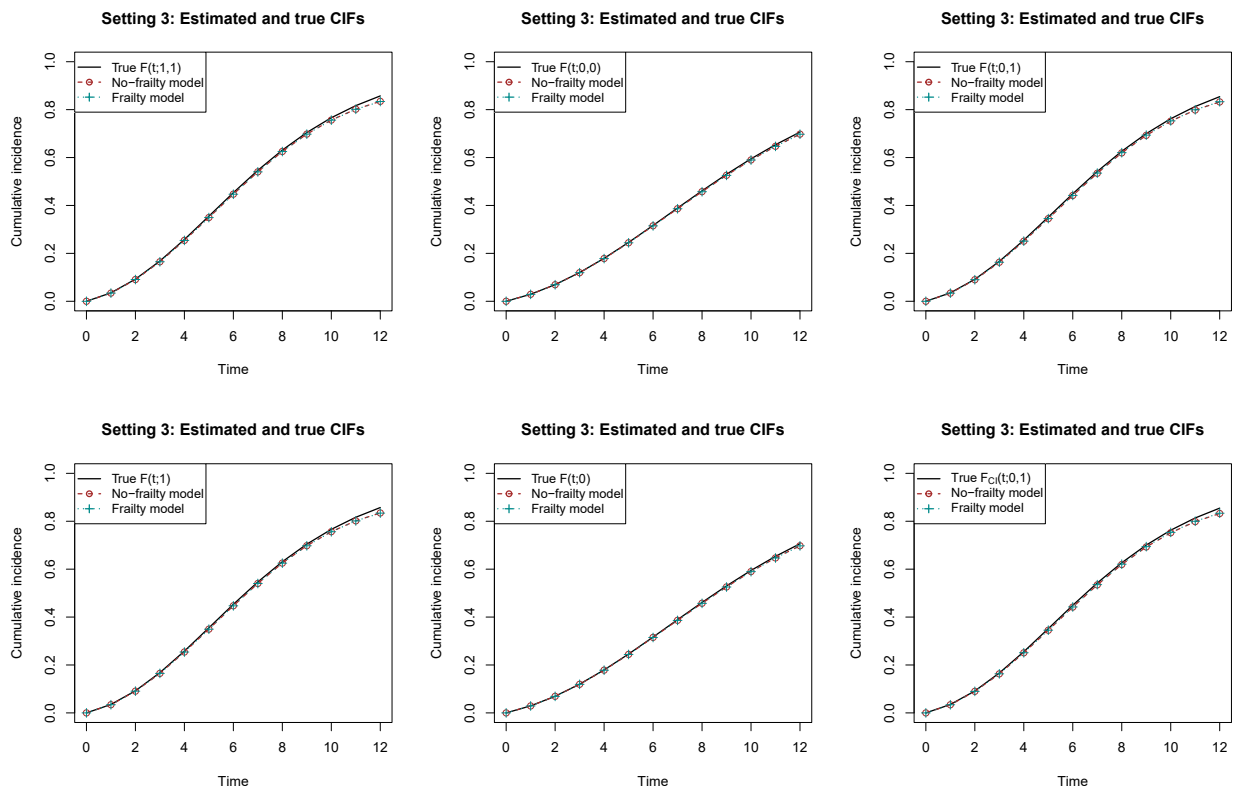 Setting 3: Estimated and true CIFs
Cumulative incidence
1.0
0.8
0.6
0.4
0.2
0.0
True F(t;1,1)
No-frailty model
Frailty model
0 2 4 6 8 10 12
Time
Setting 3: Estimated and true CIFs
Cumulative incidence
1.0
0.8
0.6
0.4
0.2
0.0
True F(t;0,0)
No-frailty model
Frailty model
0 2 4 6 8 10 12
Time
Setting 3: Estimated and true CIFs
Cumulative incidence
1.0
0.8
0.6
0.4
0.2
0.0
True F(t;0,1)
No-frailty model
Frailty model
0 2 4 6 8 10 12
Time
Setting 3: Estimated and true CIFs
Cumulative incidence
1.0
0.8
0.6
0.4
0.2
0.0
True F(t;1)
No-frailty model
Frailty model
0 2 4 6 8 10 12
Time
Setting 3: Estimated and true CIFs
Cumulative incidence
1.0
0.8
0.6
0.4
0.2
0.0
True F(t;0)
No-frailty model
Frailty model
0 2 4 6 8 10 12
Time
Setting 3: Estimated and true CIFs
Cumulative incidence
1.0
0.8
0.6
0.4
0.2
0.0
True FCI(t;0,1)
No-frailty model
Frailty model
0 2 4 6 8 10 12
Time